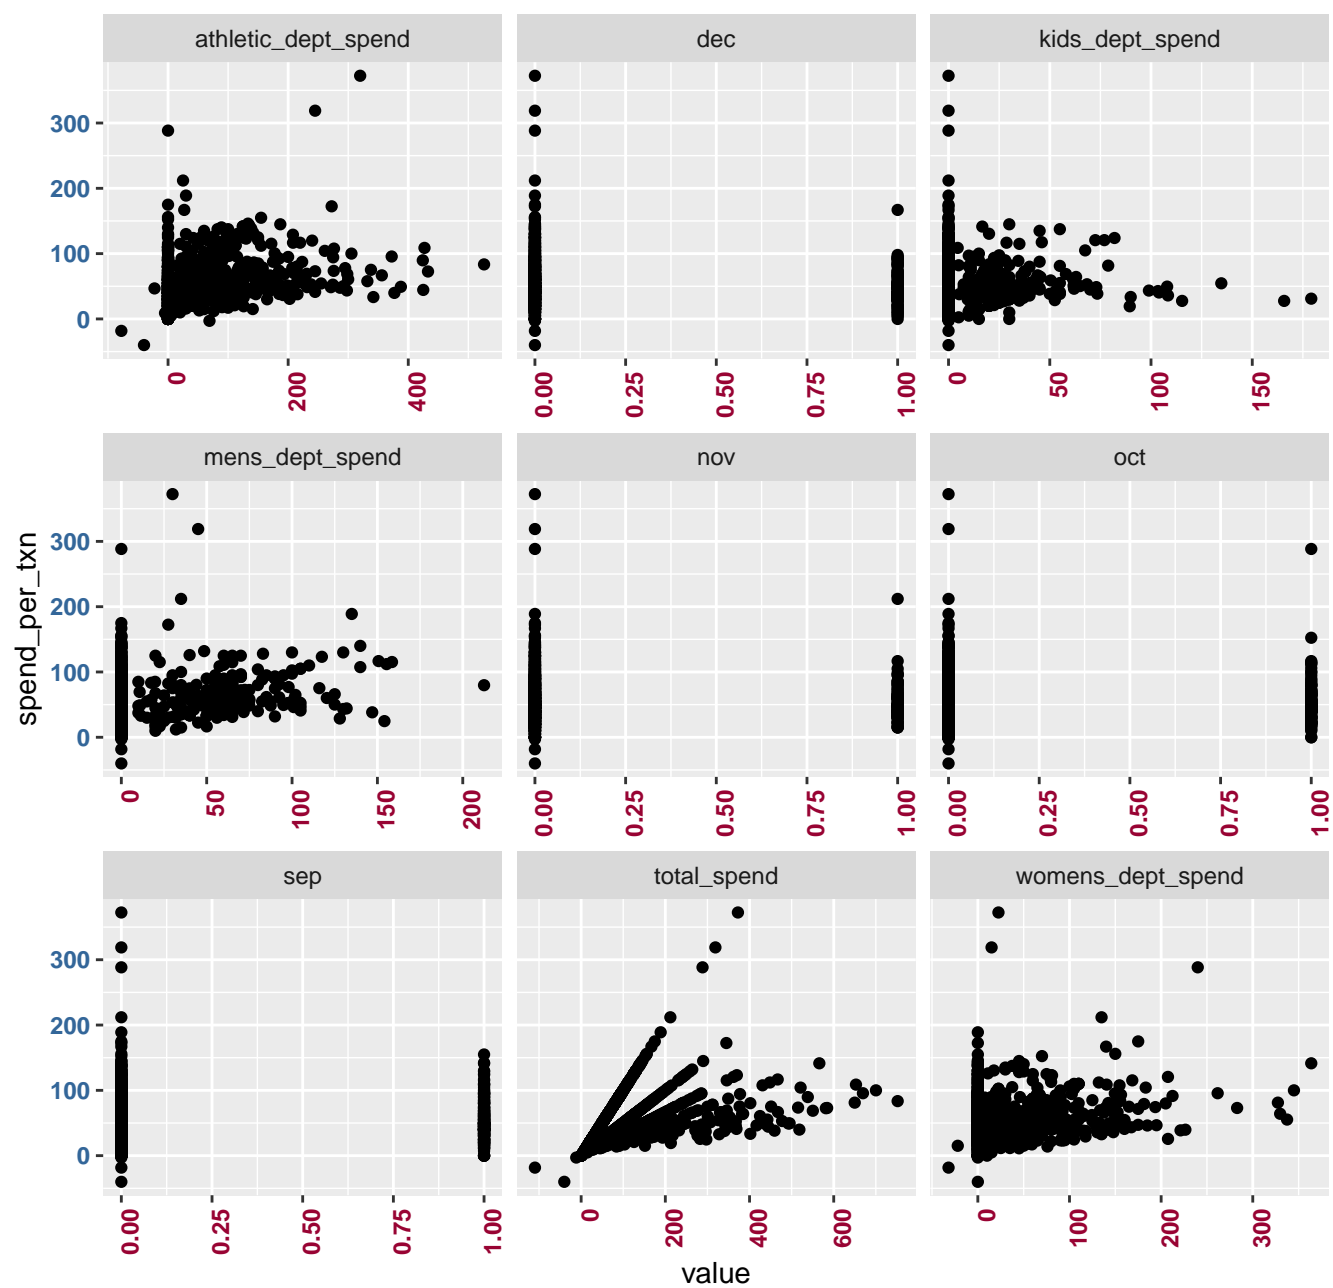 athletic_dept_spend dec kids_dept_spend
300
200
100
0
0 200 400 0.00 0.25 0.50 0.75 1.00 0 50 100 150
mens_dept_spend nov oct
300
200
100
0
0 50 100 150 200 0.00 0.25 0.50 0.75 1.00 0.00 0.25 0.50 0.75 1.00
spend_per_txn
sep total_spend womens_dept_spend
300
200
100
0
0.00 0.25 0.50 0.75 1.00 0 200 400 600 0 100 200 300
value